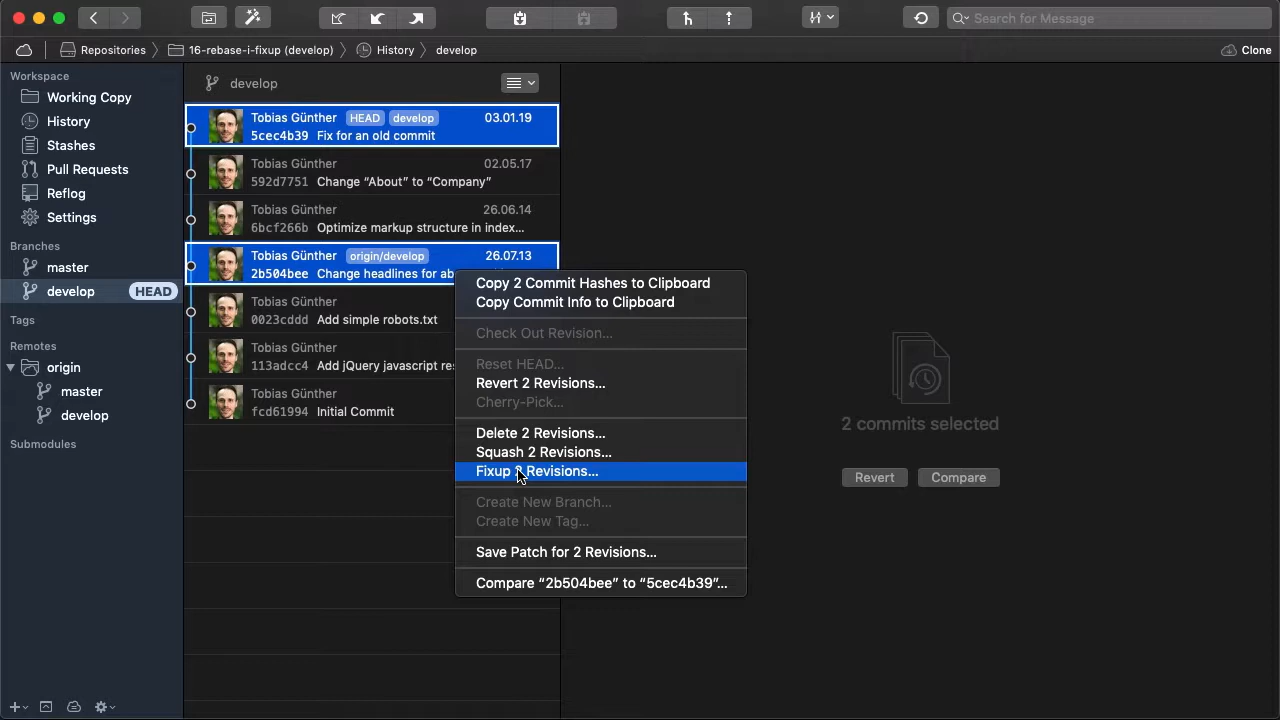 Search for Message
Repositories
16-rebase-i-fixup (develop)
History
develop
Clone
Workspace
Working Copy
History
Stashes
Pull Requests
Reflog
Settings
Branches
master
develop
HEAD
Tags
Remotes
origin
master
develop
Submodules
develop
Tobias Günther HEAD develop 03.01.19
5cec4b39 Fix for an old commit
Tobias Günther 02.05.17
592d7751 Change “About” to “Company”
Tobias Günther 26.06.14
6bcf266b Optimize markup structure in index...
Tobias Günther origin/develop 26.07.13
2b504bee Change headlines for
Tobias Günther
0023cddd Add simple robots.txt
Tobias Günther
113adcc4 Add jQuery javascript
Tobias Günther
fcd61994 Initial Commit
Copy 2 Commit Hashes to Clipboard
Copy Commit Info to Clipboard
Check Out Revision...
Reset HEAD...
Revert 2 Revisions...
Cherry-Pick...
Delete 2 Revisions...
Squash 2 Revisions...
Fixup 2 Revisions...
Create New Branch...
Create New Tag...
Save Patch for 2 Revisions...
Compare “2b504bee” to “5cec4b39”...
2 commits selected
Revert
Compare